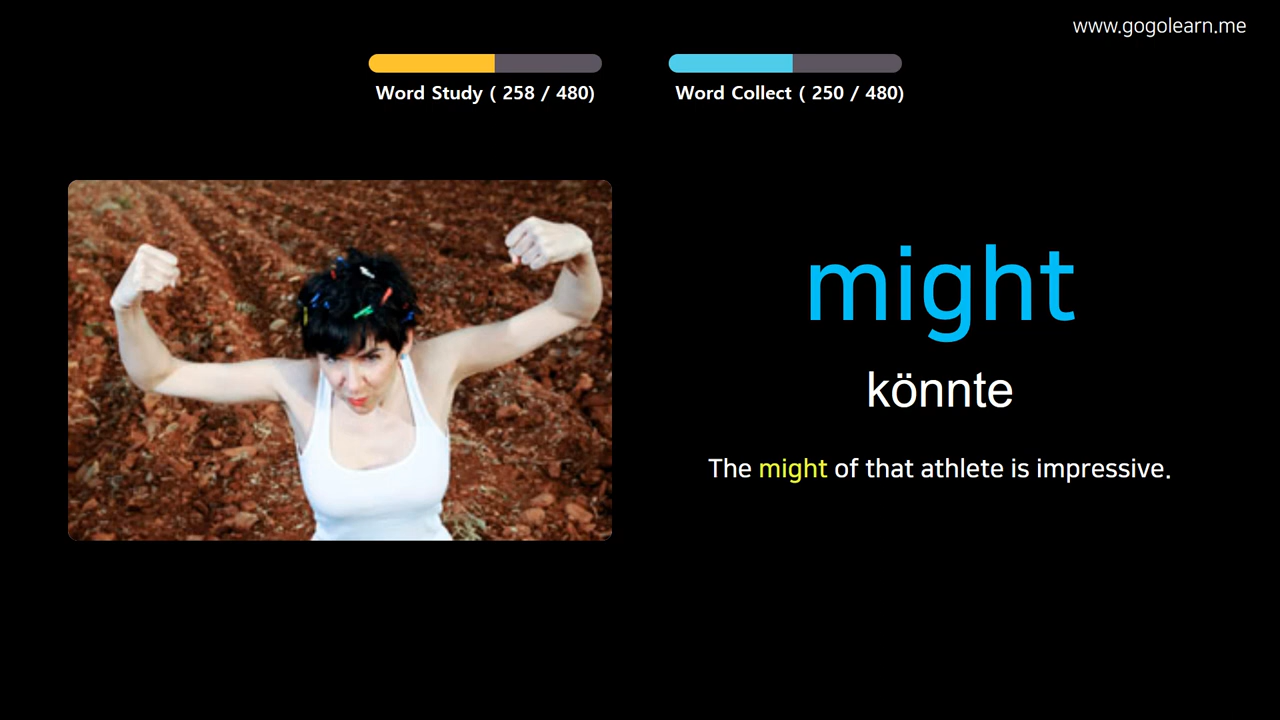 www.gogolearn.me
Word Study ( 258 / 480)
Word Collect ( 250 / 480)
might
könnte
The might of that athlete is impressive.